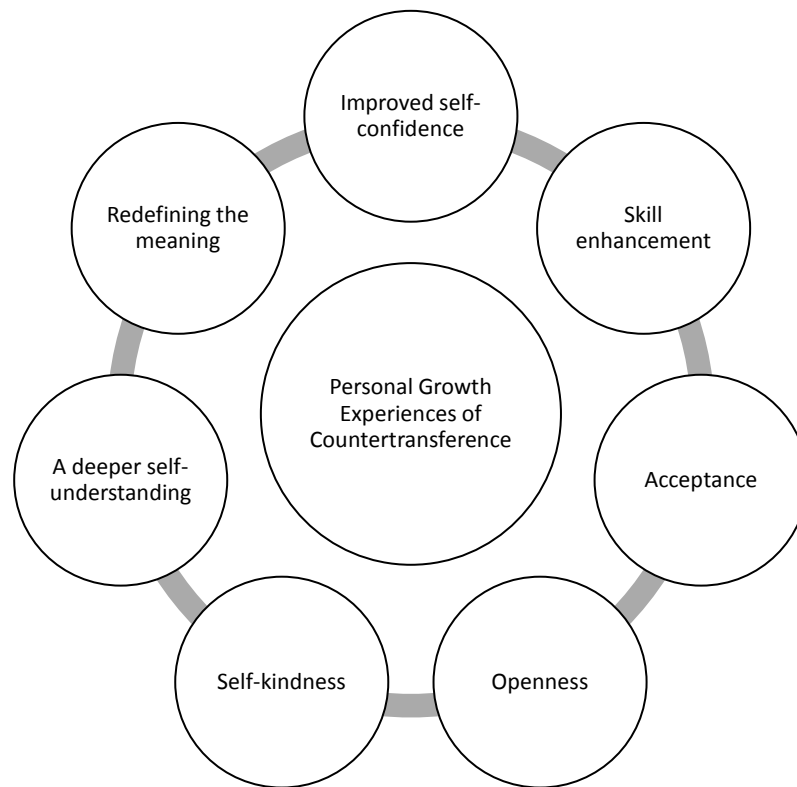 Improved self-
confidence
Skill
enhancement
Acceptance
Openness
Self-kindness
A deeper self-
understanding
Redefining the
meaning
Personal Growth
Experiences of
Countertransference